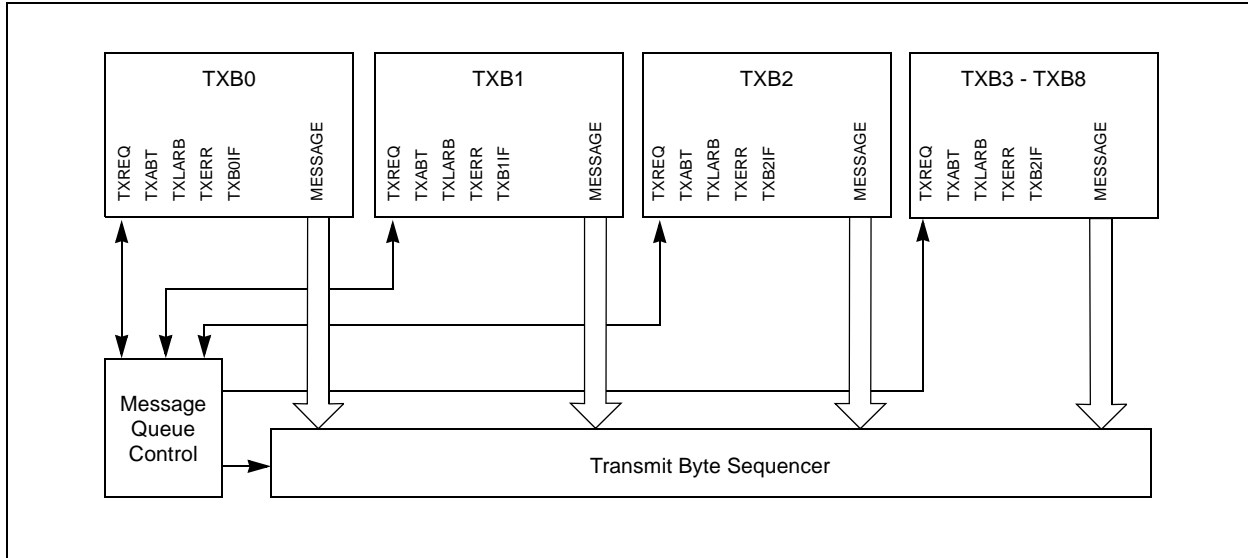 TXB0
TXREQ
TXABT
TXLARB
TXERR
TXB0IF
MESSAGE
TXB1
TXREQ
TXABT
TXLARB
TXERR
TXB1IF
MESSAGE
TXB2
TXREQ
TXABT
TXLARB
TXERR
TXB2IF
MESSAGE
TXB3 - TXB8
TXREQ
TXABT
TXLARB
TXERR
TXB2IF
MESSAGE
Message
Queue
Control
Transmit Byte Sequencer